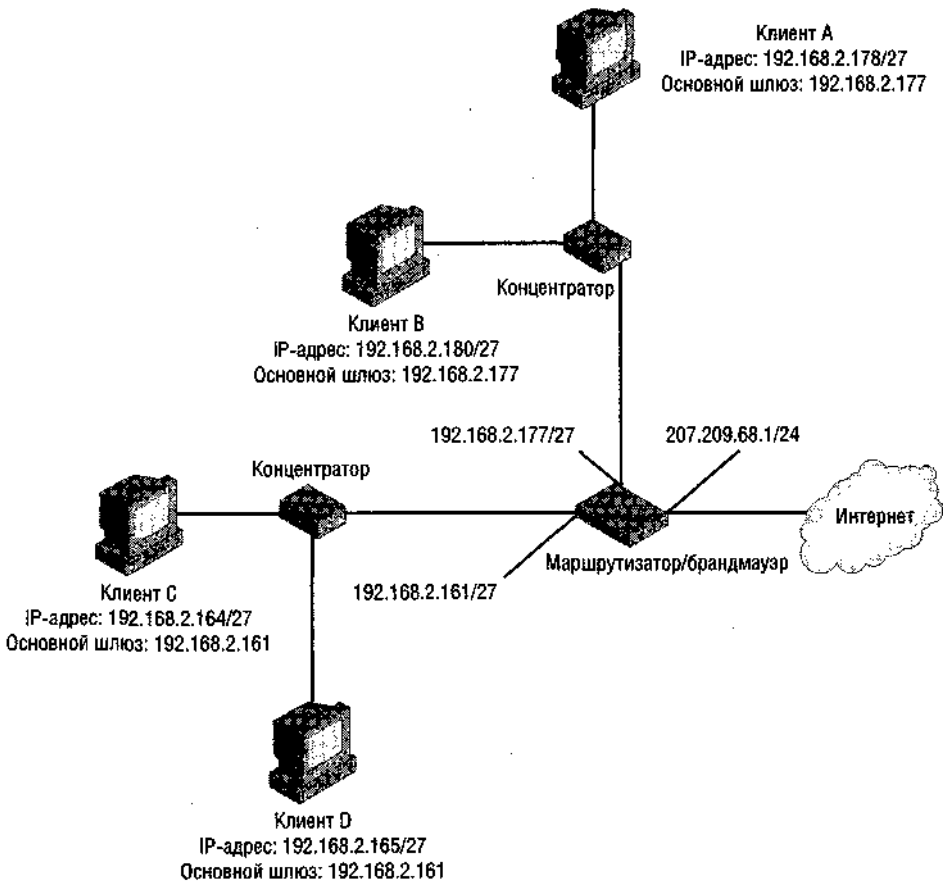 Клиент A
IP-адрес: 192.168.2.178/27
Основной шлюз: 192.168.2.177
Концентратор
Клиент B
IP-адрес: 192.168.2.180/27
Основной шлюз: 192.168.2.177
192.168.2.177/27
207.209.68.1/24
Концентратор
Интернет
Маршрутизатор/брандмауэр
192.168.2.161/27
Клиент C
IP-адрес: 192.168.2.164/27
Основной шлюз: 192.168.2.161
Клиент D
IP-адрес: 192.168.2.165/27
Основной шлюз: 192.168.2.161